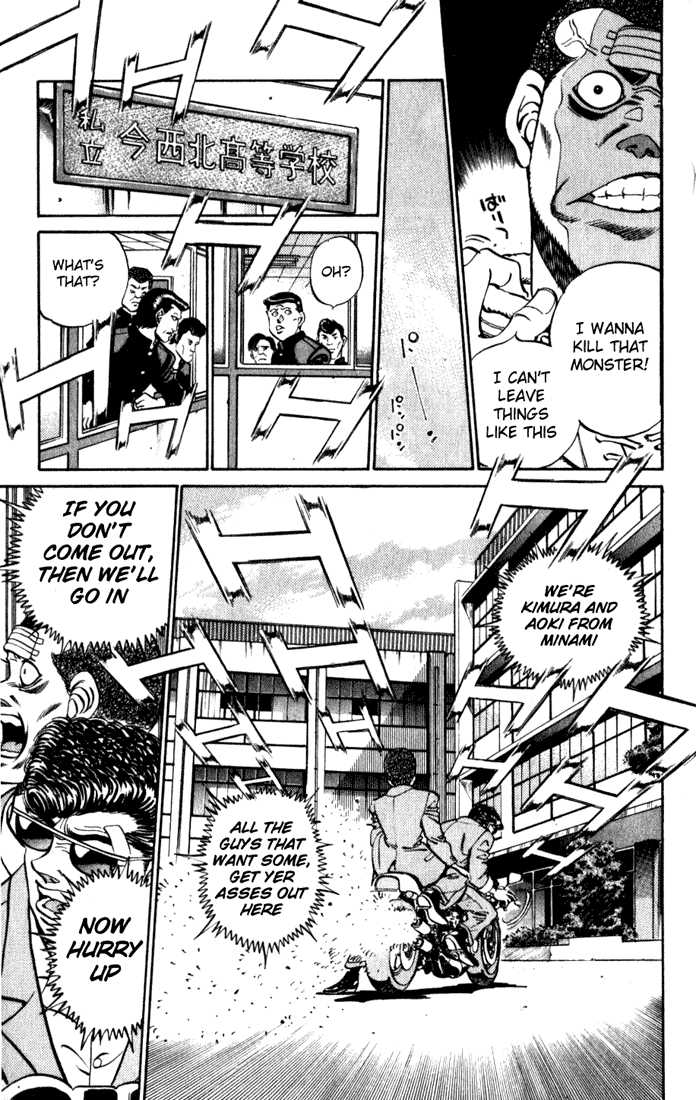 I WANNA
KILL THAT
MONSTER!
I CAN'T
LEAVE
THINGS
LIKE THIS
ばりっ
私立
今西北高等学校
OH?
WHAT'S
THAT?
WE'RE
KIMURA AND
AOKI FROM
MINAMI
ALL THE
GUYS THAT
WANT SOME,
GET YER
ASSES OUT
HERE
IF YOU
DON'T
COME OUT,
THEN WE'LL
GO IN
NOW
HURRY
UP